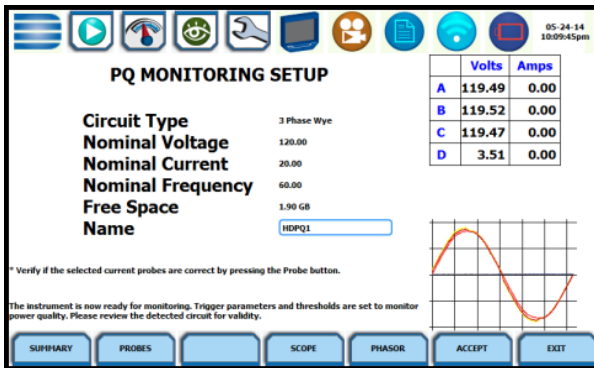 05-24-14
10:09:45pm
PQ MONITORING SETUP
Volts Amps
A 119.49 0.00
B 119.52 0.00
C 119.47 0.00
D 3.51 0.00
Circuit Type 3 Phase Wye
Nominal Voltage 120.00
Nominal Current 20.00
Nominal Frequency 60.00
Free Space 1.90 GB
Name HDPQ1
* Verify if the selected current probes are correct by pressing the Probe button.
The instrument is now ready for monitoring. Trigger parameters and thresholds are set to monitor
power quality. Please review the detected circuit for validity.
SUMMARY PROBES SCOPE PHASOR ACCEPT EXIT